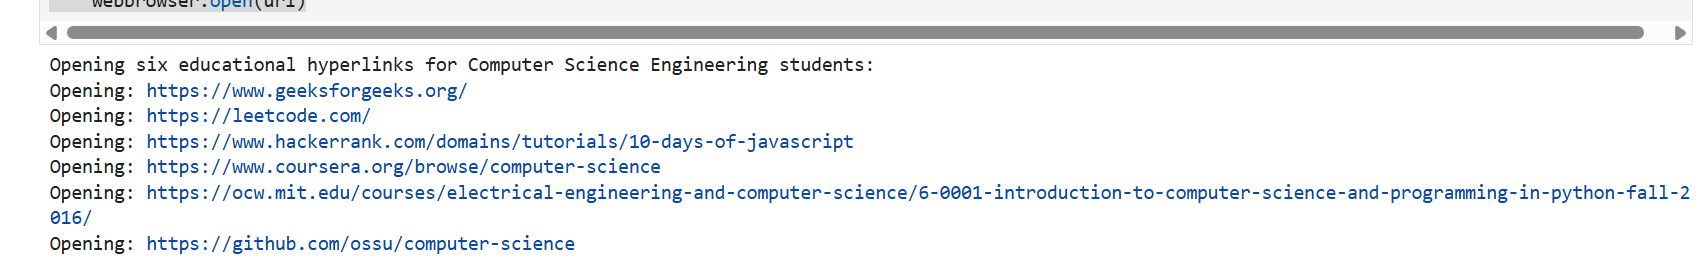 webbrowser.open(url)
Opening six educational hyperlinks for Computer Science Engineering students:
Opening: https://www.geeksforgeeks.org/
Opening: https://leetcode.com/
Opening: https://www.hackerrank.com/domains/tutorials/10-days-of-javascript
Opening: https://www.coursera.org/browse/computer-science
Opening: https://ocw.mit.edu/courses/electrical-engineering-and-computer-science/6-0001-introduction-to-computer-science-and-programming-in-python-fall-2
016/
Opening: https://github.com/ossu/computer-science